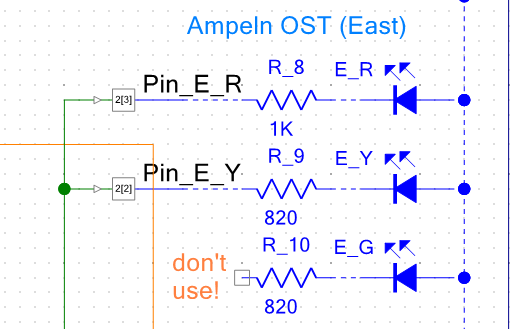 Ampeln OST (East)
R_8
E_R
Pin_E_R
2[3]
1K
R_9
E_Y
Pin_E_Y
2[2]
820
R_10
E_G
don't
use!
820